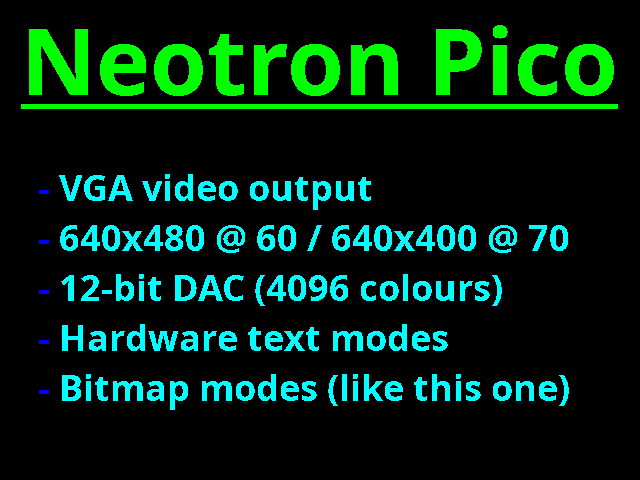 Neotron Pico
- VGA video output
- 640x480 @ 60 / 640x400 @ 70
- 12-bit DAC (4096 colours)
- Hardware text modes
- Bitmap modes (like this one)